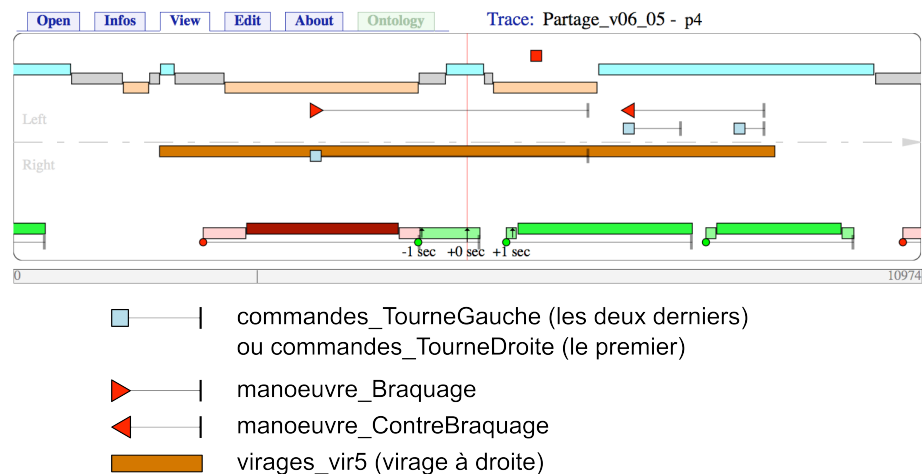 Open Infos View Edit About Ontology Trace: Partage_v06_05 - p4
Left
Right
-1 sec +0 sec +1 sec
0 10974
commandes_TourneGauche (les deux derniers)
ou commandes_TourneDroite (le premier)
manoeuvre_Braquage
manoeuvre_ContreBraquage
virages_vir5 (virage à droite)